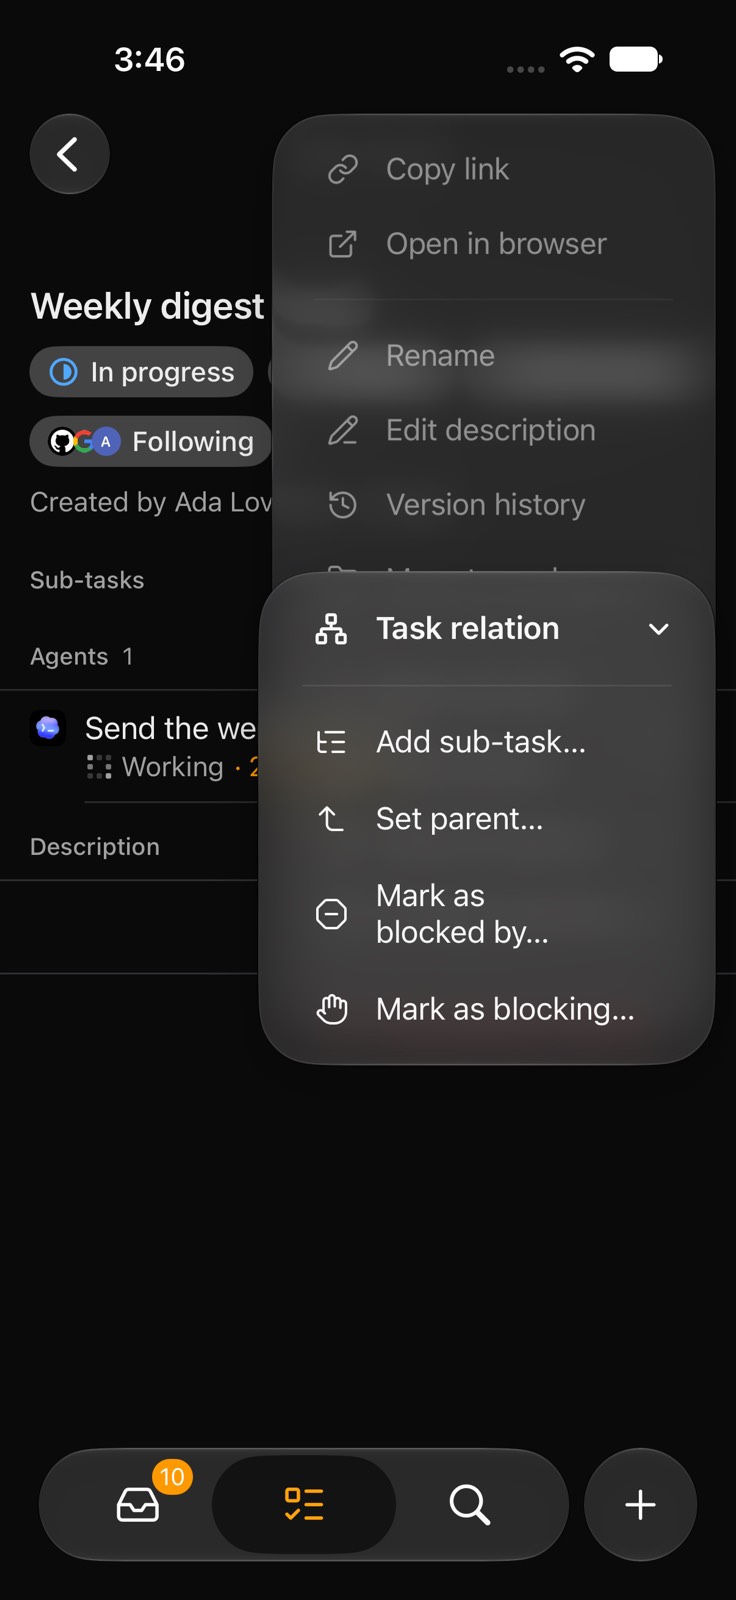 3:46
Copy link
Open in browser
Weekly digest
Rename
In progress
Edit description
A
Following
Created by Ada Lov
Version history
Sub-tasks
Task relation
Agents 1
Send the we
Add sub-task...
Working · 2
Set parent...
Description
Mark as
blocked by...
Mark as blocking...
10